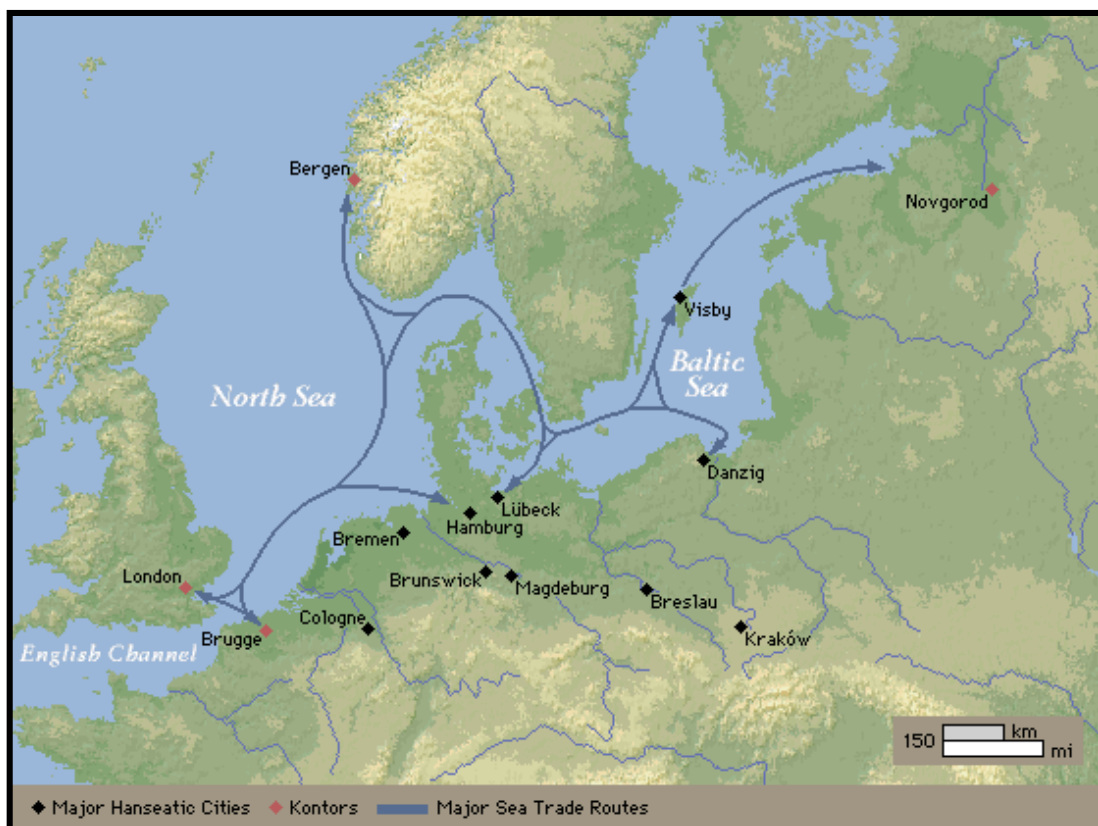 Bergen
Novgorod
Visby
Baltic
Sea
North Sea
Danzig
Lübeck
Hamburg
Bremen
London
Brunswick
Magdeburg
Breslau
Cologne
Brugge
Kraków
English Channel
150 km
mi
Major Hanseatic Cities Kontors Major Sea Trade Routes